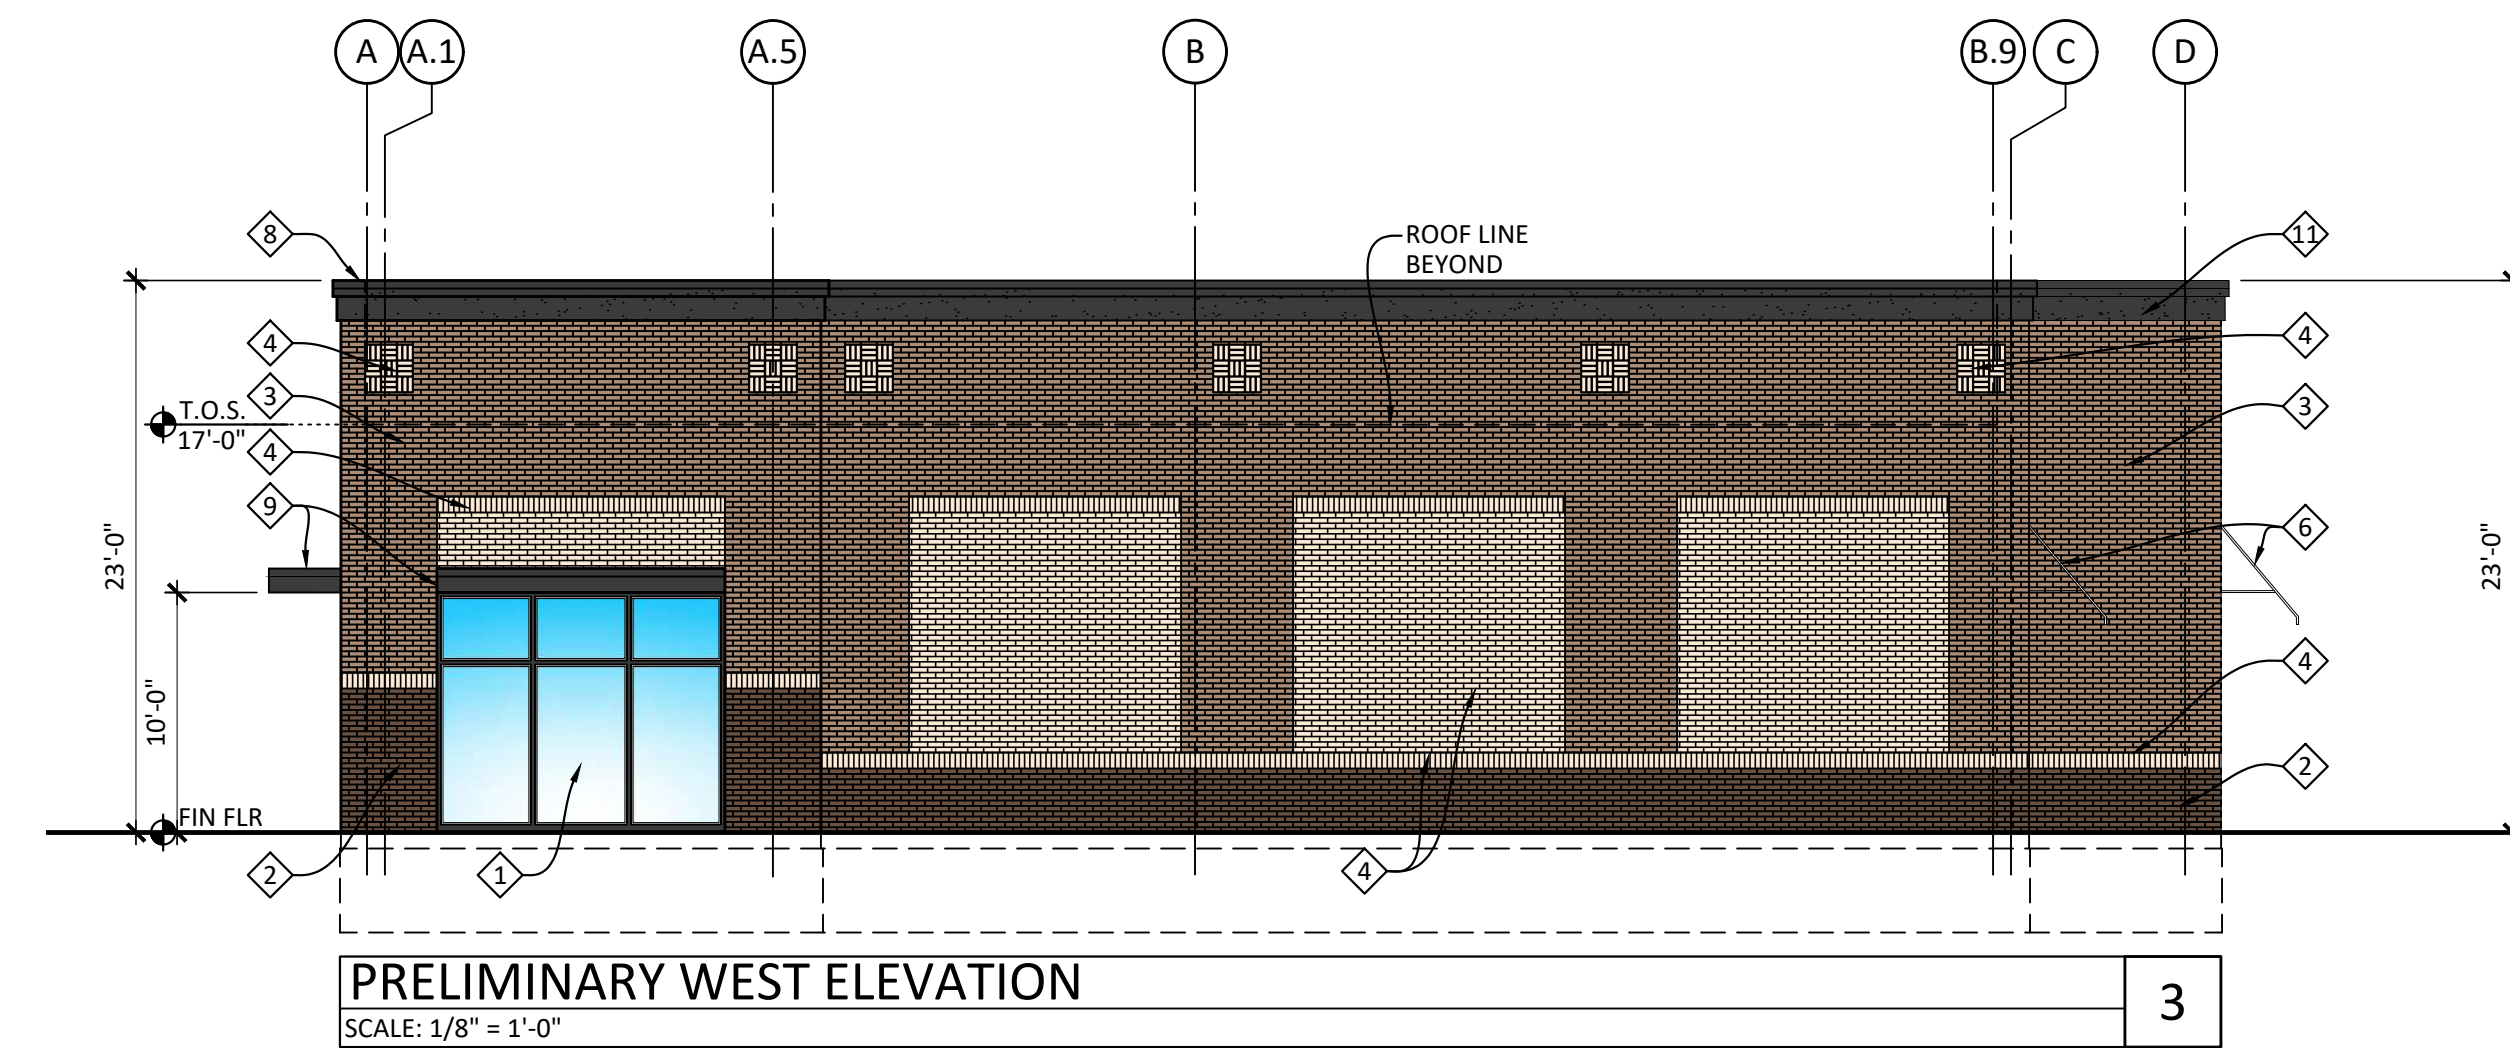 A A.1 A.5 B B.9 C D
8
ROOF LINE
BEYOND
11
4
4
3
3
T.O.S.
17'-0"
4
9
6
23'-0"
23'-0"
10'-0"
4
2
FIN FLR
2
1
4
PRELIMINARY WEST ELEVATION
3
SCALE: 1/8" = 1'-0"